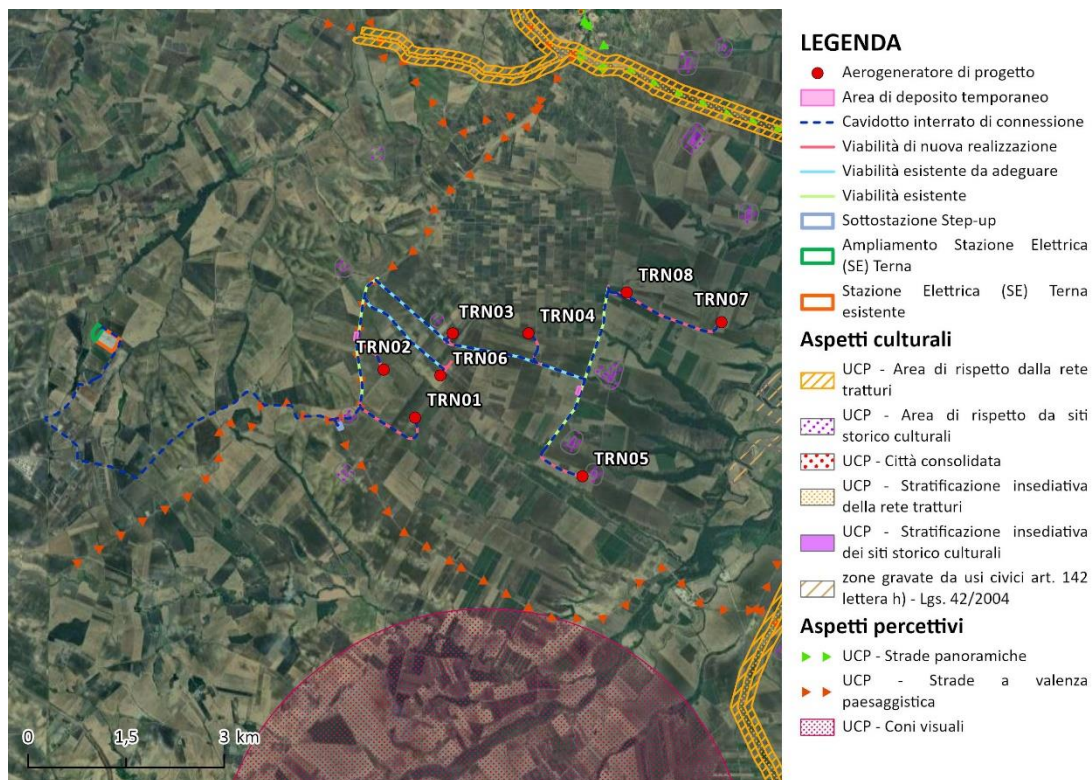 TRN08
TRN07
TRN03
TRN04
TRN02
TRN06
TRN01
TRN05
0 1,5 3 km
LEGENDA
Aerogeneratore di progetto
Area di deposito temporaneo
Cavidotto interrato di connessione
Viabilità di nuova realizzazione
Viabilità esistente da adeguare
Viabilità esistente
Sottostazione Step-up
Ampliamento Stazione Elettrica
(SE) Terna
Stazione Elettrica (SE) Terna
esistente
Aspetti culturali
UCP - Area di rispetto dalla rete
tratturi
UCP - Area di rispetto da siti
storico culturali
UCP - Città consolidata
UCP - Stratificazione insediativa
della rete tratturi
UCP - Stratificazione insediativa
dei siti storico culturali
zone gravate da usi civici art. 142
lettera h) - Lgs. 42/2004
Aspetti percettivi
UCP - Strade panoramiche
UCP - Strade a valenza
paesaggistica
UCP - Coni visuali